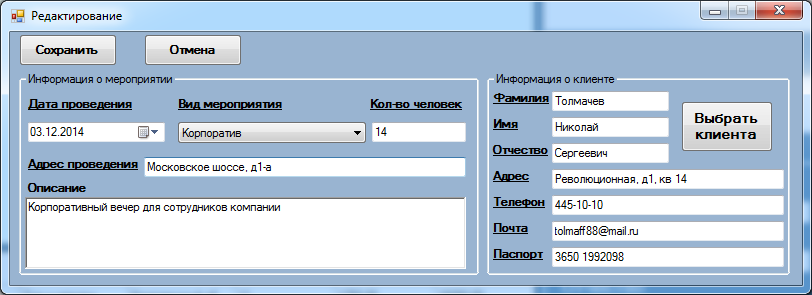 Редактирование
Сохранить Отмена
Информация о мероприятии
Дата проведения Вид мероприятия Кол-во человек
03.12.2014 Корпоратив 14
Адрес проведения Московское шоссе, д1-а
Описание
Корпоративный вечер для сотрудников компании
Информация о клиенте
Фамилия Толмачев
Имя Николай
Отчество Сергеевич
Выбрать
клиента
Адрес Революционная, д1, кв 14
Телефон 445-10-10
Почта tolmaff88@mail.ru
Паспорт 3650 1992098